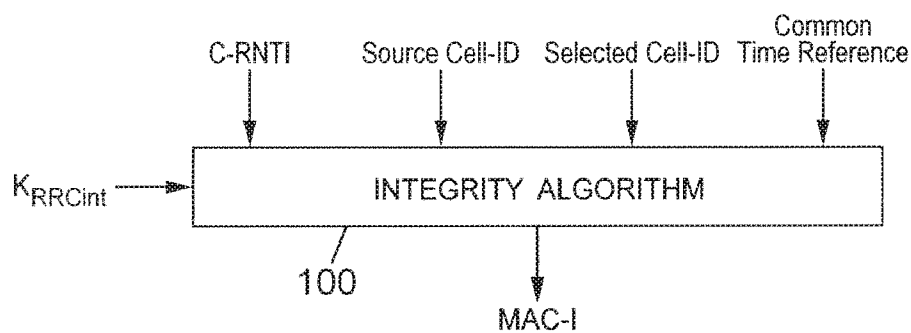 Common
C-RNTI Source Cell-ID Selected Cell-ID Time Reference
K_RRCint INTEGRITY ALGORITHM
100
MAC-I